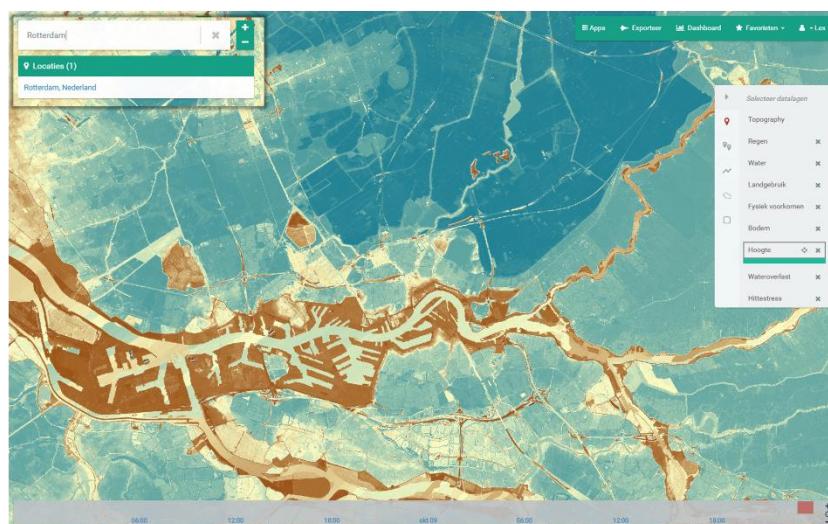 Rotterdam
Locaties (1)
Rotterdam, Nederland
Apps
Exporteer
Dashboard
Favorieten
Lex
Selecteer datalagen
Topography
Regen
Water
Landgebruik
Fysiek voorkomen
Bodem
Hoogte
Wateroverlast
Hittestress
06:00
12:00
18:00
okt 09
06:00
12:00
18:00